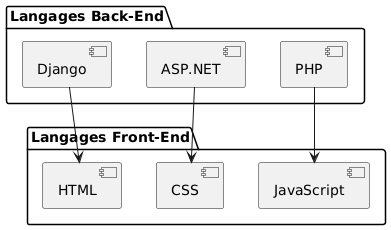 Langages Back-End
Django
ASP.NET
PHP
Langages Front-End
HTML
CSS
JavaScript